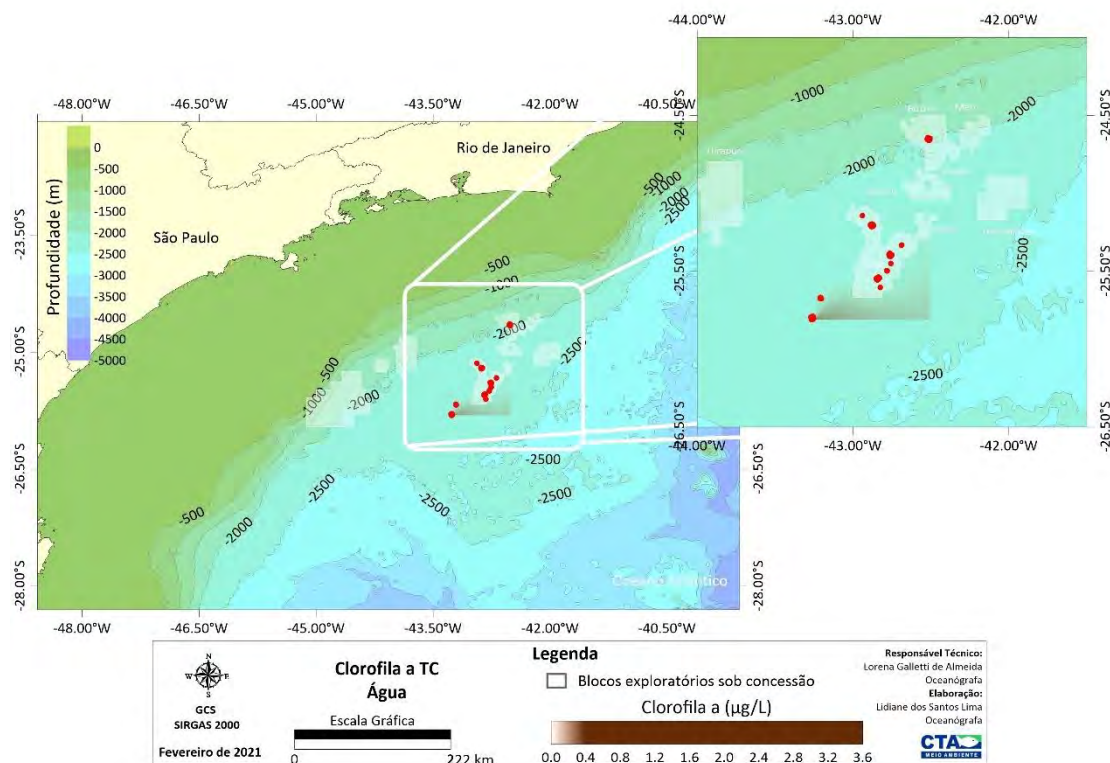 -44.00°W -43.00°W -42.00°W
-48.00°W -46.50°W -45.00°W -43.50°W -42.00°W -40.50°W
Profundidade (m)
0
-500
-1000
-1500
-2000
-2500
-3000
-3500
-4000
-4500
-5000
São Paulo
Rio de Janeiro
-500
-1000
-2000
-2500
-500
-1000
-2000
-2500
-500
-1000
-2000
-2500
-2500
-2500
-2500
-500
-2000
Oceano Atlântico
-23.50°S
-25.00°S
-26.50°S
-28.00°S
-1000
-2000
-2000
-2500
-2500
-24.50°S
-25.50°S
-26.50°S
-24.50°S
-25.50°S
-26.50°S
-44.00°W -43.00°W -42.00°W
-26.50°S
-28.00°S
-48.00°W -46.50°W -45.00°W -43.50°W -42.00°W -40.50°W
N
W E
S
GCS
SIRGAS 2000
Fevereiro de 2021
Clorofila a TC
Água
Escala Gráfica
0 222 km
Legenda
Blocos exploratórios sob concessão
Clorofila a (µg/L)
0.0 0.4 0.8 1.2 1.6 2.0 2.4 2.8 3.2 3.6
Responsável Técnico:
Lorena Galletti de Almeida
Oceanógrafa
Elaboração:
Lidiane dos Santos Lima
Oceanógrafa
CTA
MEIO AMBIENTE